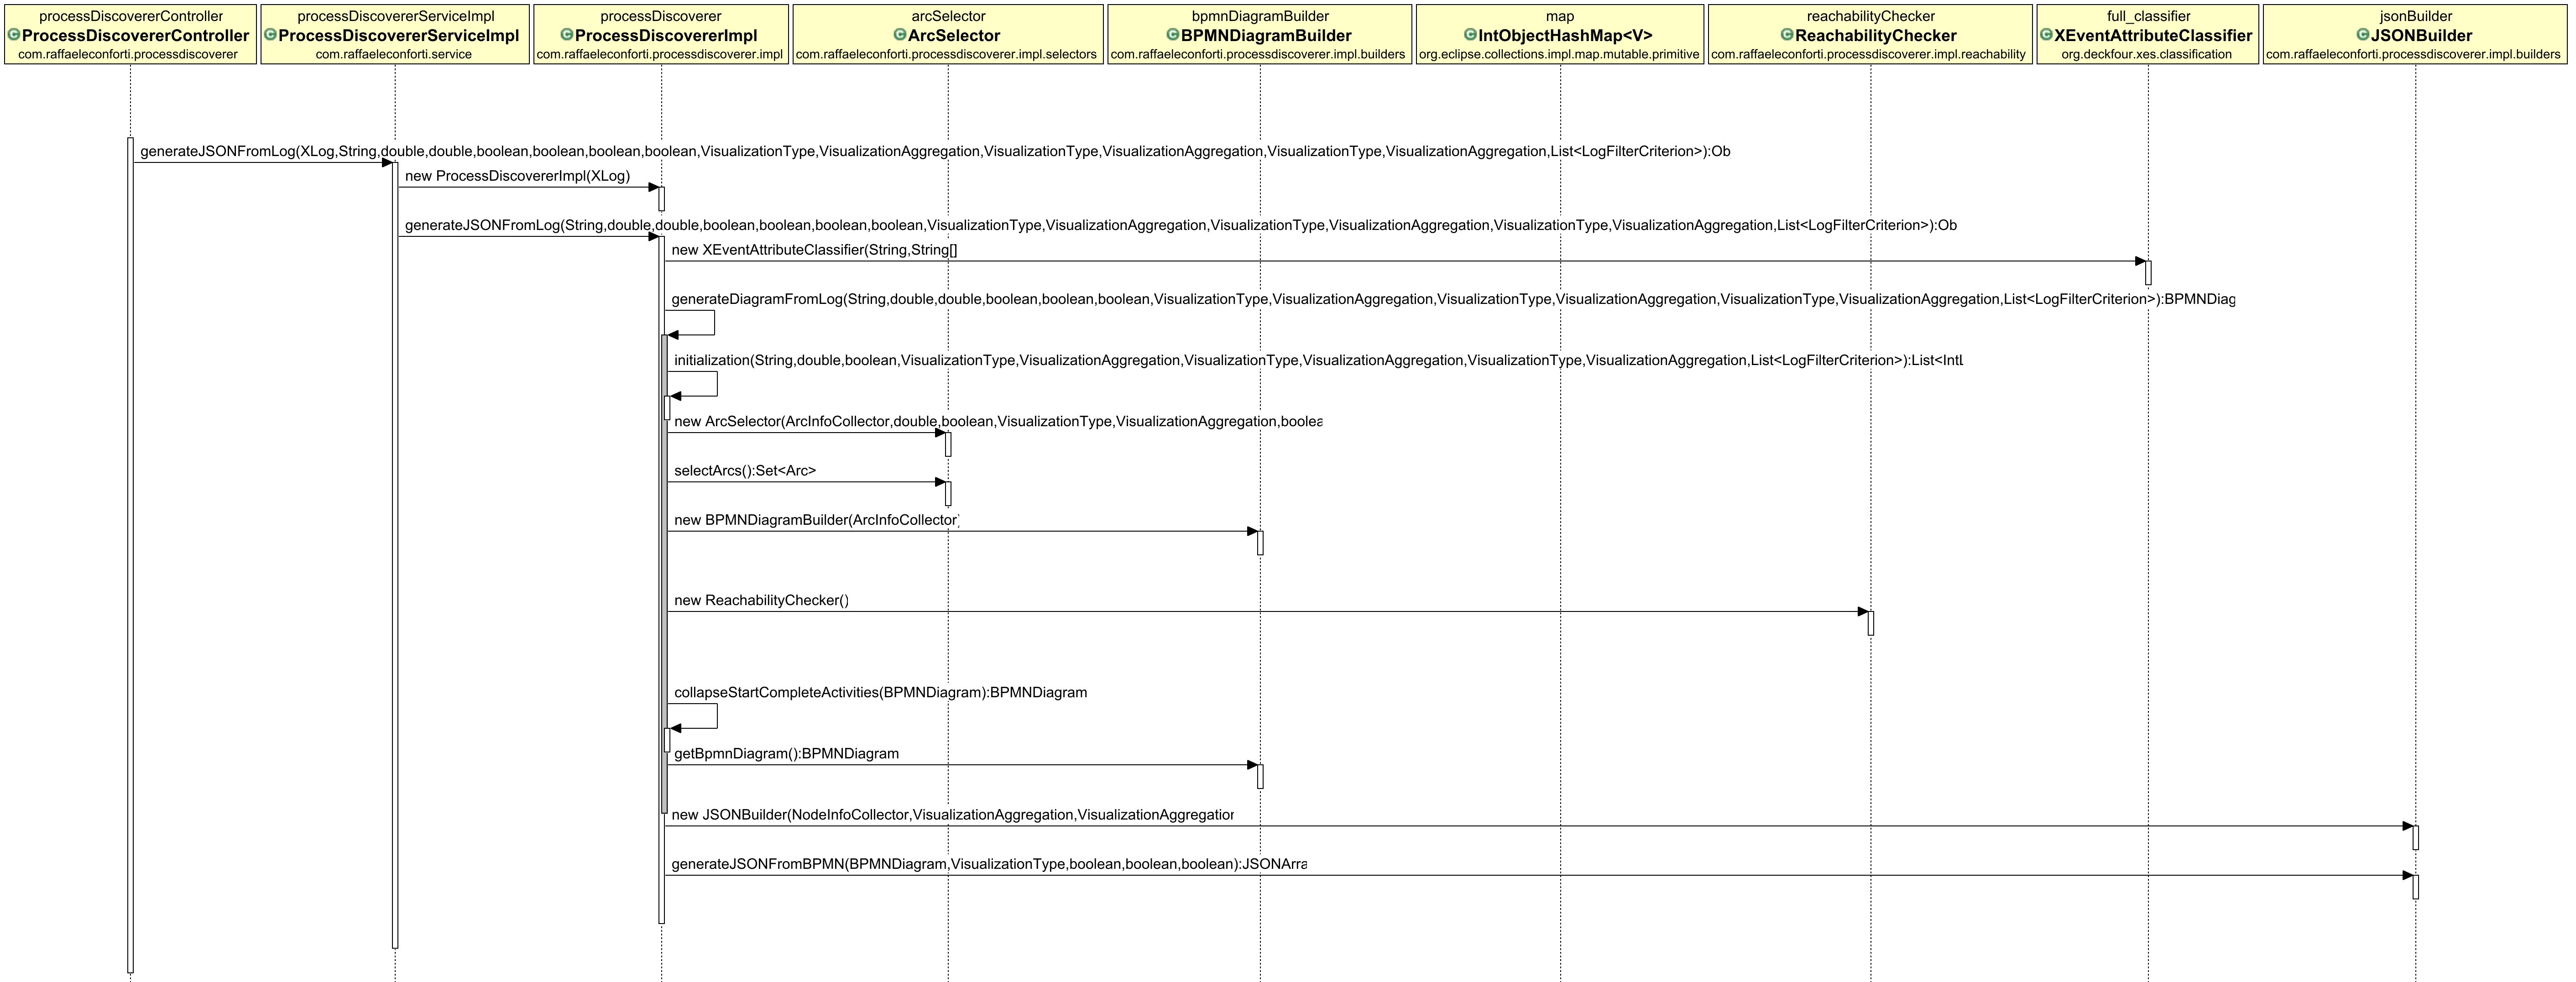 processDiscovererController
ProcessDiscovererController
com.raffaeleconforti.processdiscoverer
processDiscovererServiceImpl
ProcessDiscovererServiceImpl
com.raffaeleconforti.service
processDiscoverer
ProcessDiscovererImpl
com.raffaeleconforti.processdiscoverer.impl
arcSelector
ArcSelector
com.raffaeleconforti.processdiscoverer.impl.selectors
bpmnDiagramBuilder
BPMNDiagramBuilder
com.raffaeleconforti.processdiscoverer.impl.builders
map
IntObjectHashMap<V>
org.eclipse.collections.impl.map.mutable.primitive
reachabilityChecker
ReachabilityChecker
com.raffaeleconforti.processdiscoverer.impl.reachability
full_classifier
XEventAttributeClassifier
org.deckfour.xes.classification
jsonBuilder
JSONBuilder
com.raffaeleconforti.processdiscoverer.impl.builders
generateJSONFromLog(XLog,String,double,double,boolean,boolean,boolean,boolean,VisualizationType,VisualizationAggregation,VisualizationType,VisualizationAggregation,VisualizationType,VisualizationAggregation,List<LogFilterCriterion>):Ob
new ProcessDiscovererImpl(XLog)
generateJSONFromLog(String,double,double,boolean,boolean,boolean,boolean,VisualizationType,VisualizationAggregation,VisualizationType,VisualizationAggregation,VisualizationType,VisualizationAggregation,List<LogFilterCriterion>):Ob
new XEventAttributeClassifier(String,String[]
generateDiagramFromLog(String,double,double,boolean,boolean,boolean,VisualizationType,VisualizationAggregation,VisualizationType,VisualizationAggregation,VisualizationType,VisualizationAggregation,List<LogFilterCriterion>):BPMNDiag
initialization(String,double,boolean,VisualizationType,VisualizationAggregation,VisualizationType,VisualizationAggregation,VisualizationType,VisualizationAggregation,List<LogFilterCriterion>):List<IntL
new ArcSelector(ArcInfoCollector,double,boolean,VisualizationType,VisualizationAggregation,boolea
selectArcs():Set<Arc>
new BPMNDiagramBuilder(ArcInfoCollector)
new ReachabilityChecker()
collapseStartCompleteActivities(BPMNDiagram):BPMNDiagram
getBpmnDiagram():BPMNDiagram
new JSONBuilder(NodeInfoCollector,VisualizationAggregation,VisualizationAggregation
generateJSONFromBPMN(BPMNDiagram,VisualizationType,boolean,boolean,boolean):JSONArra